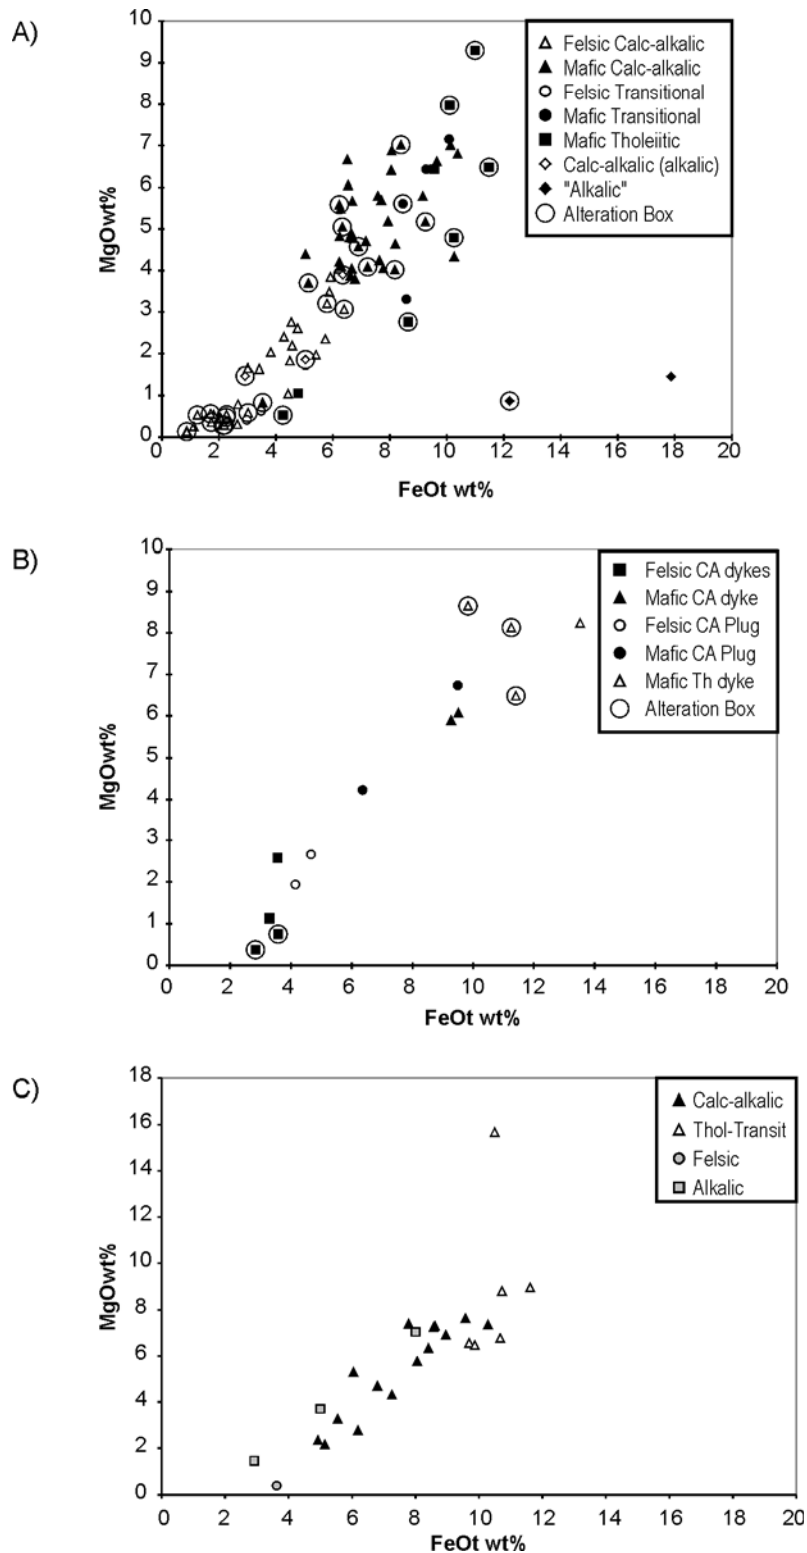 A)
10
9
8
7
6
5
4
3
2
1
0
MgOwt%
0 2 4 6 8 10 12 14 16 18 20
FeOt wt%
Felsic Calc-alkalic
Mafic Calc-alkalic
Felsic Transitional
Mafic Transitional
Mafic Tholeiitic
Calc-alkalic (alkalic)
"Alkalic"
Alteration Box
B)
10
9
8
7
6
5
4
3
2
1
0
MgOwt%
0 2 4 6 8 10 12 14 16 18 20
FeOt wt%
Felsic CA dykes
Mafic CA dyke
Felsic CA Plug
Mafic CA Plug
Mafic Th dyke
Alteration Box
C)
18
16
14
12
10
8
6
4
2
0
MgOwt%
0 2 4 6 8 10 12 14 16 18 20
FeOt wt%
Calc-alkalic
Thol-Transit
Felsic
Alkalic